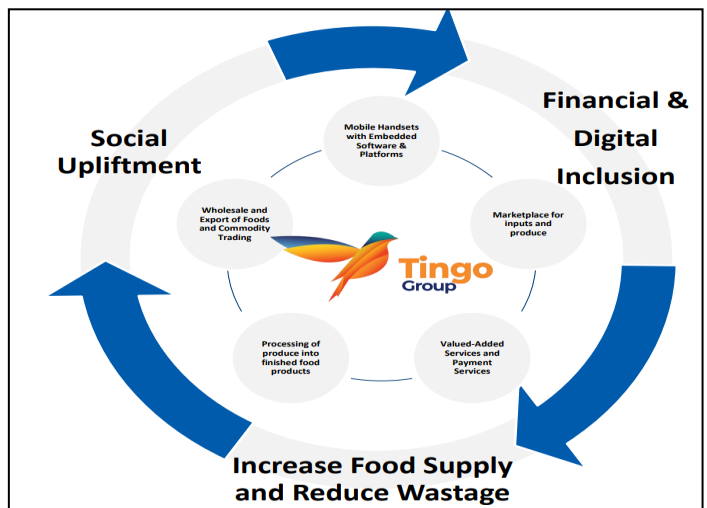 Financial &
Digital
Inclusion
Social
Upliftment
Mobile Handsets
with Embedded
Software &
Platforms
Wholesale and
Export of Foods
and Commodity
Trading
Marketplace for
inputs and
produce
Tingo
Group
Processing of
produce into
finished food
products
Valued-Added
Services and
Payment
Services
Increase Food Supply
and Reduce Wastage